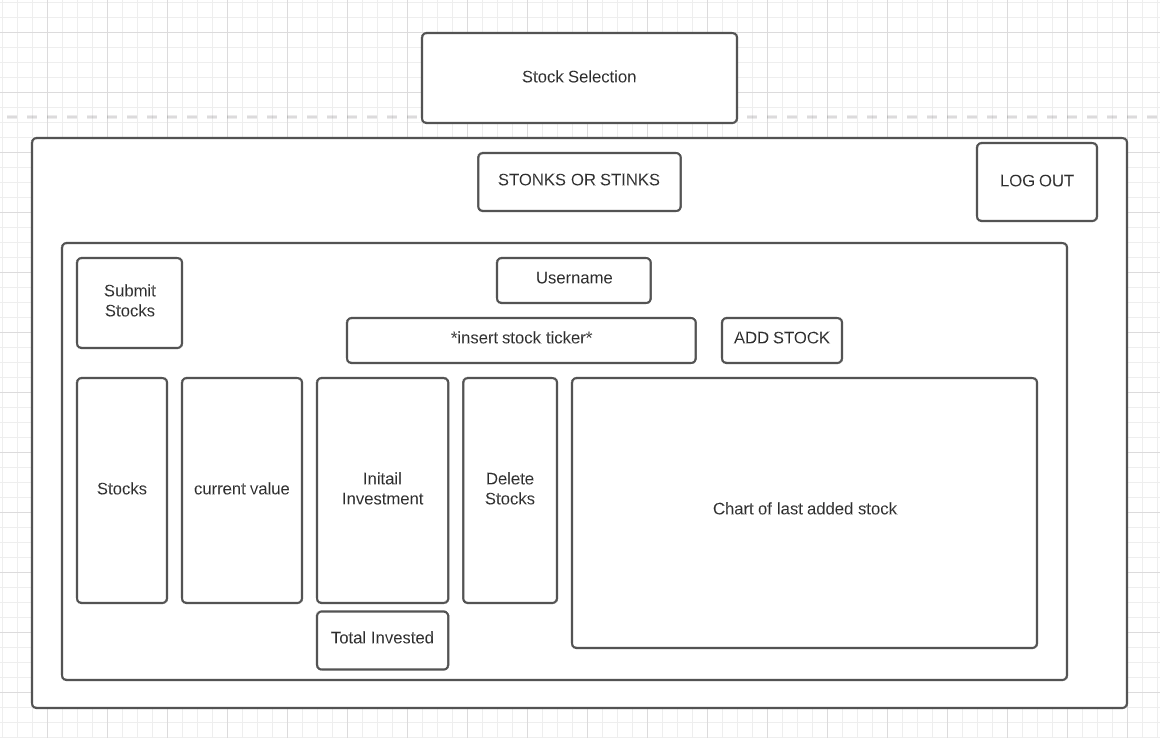 Stock Selection
STONKS OR STINKS
LOG OUT
Submit
Stocks
Username
*insert stock ticker*
ADD STOCK
Stocks
current value
Initail
Investment
Delete
Stocks
Chart of last added stock
Total Invested